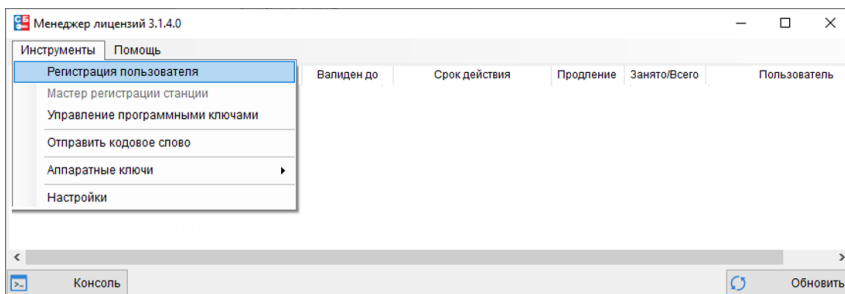 Менеджер лицензий 3.1.4.0
Инструменты Помощь
Регистрация пользователя
Валиден до Срок действия Продление Занято/Всего Пользователь
Мастер регистрации станции
Управление программными ключами
Отправить кодовое слово
Аппаратные ключи
Настройки
Консоль Обновить